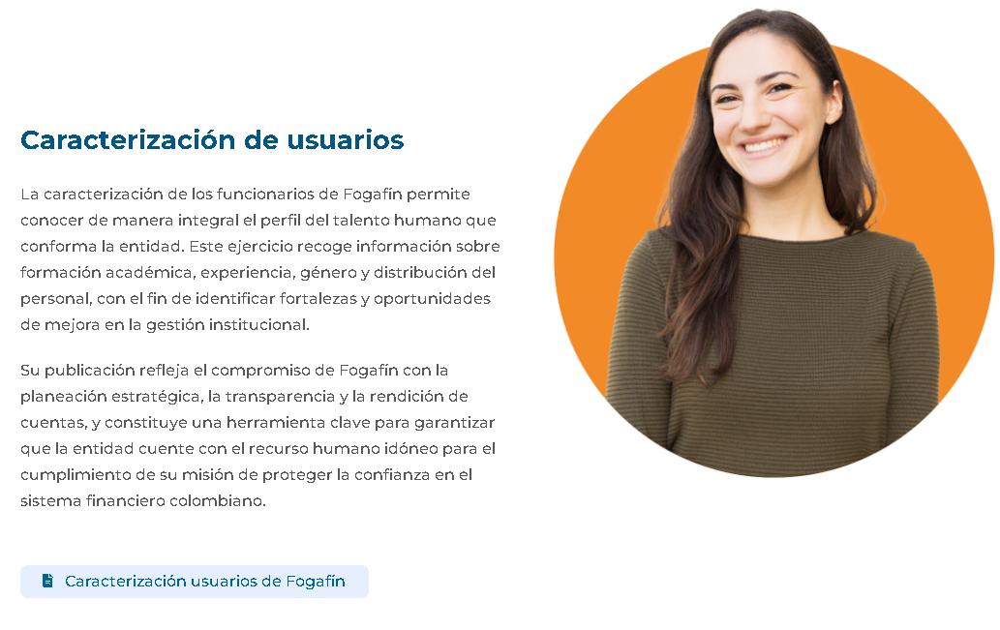 Caracterización de usuarios
La caracterización de los funcionarios de Fogafín permite
conocer de manera integral el perfil del talento humano que
conforma la entidad. Este ejercicio recoge información sobre
formación académica, experiencia, género y distribución del
personal, con el fin de identificar fortalezas y oportunidades
de mejora en la gestión institucional.
Su publicación refleja el compromiso de Fogafín con la
planeación estratégica, la transparencia y la rendición de
cuentas, y constituye una herramienta clave para garantizar
que la entidad cuente con el recurso humano idóneo para el
cumplimiento de su misión de proteger la confianza en el
sistema financiero colombiano.
Caracterización usuarios de Fogafín